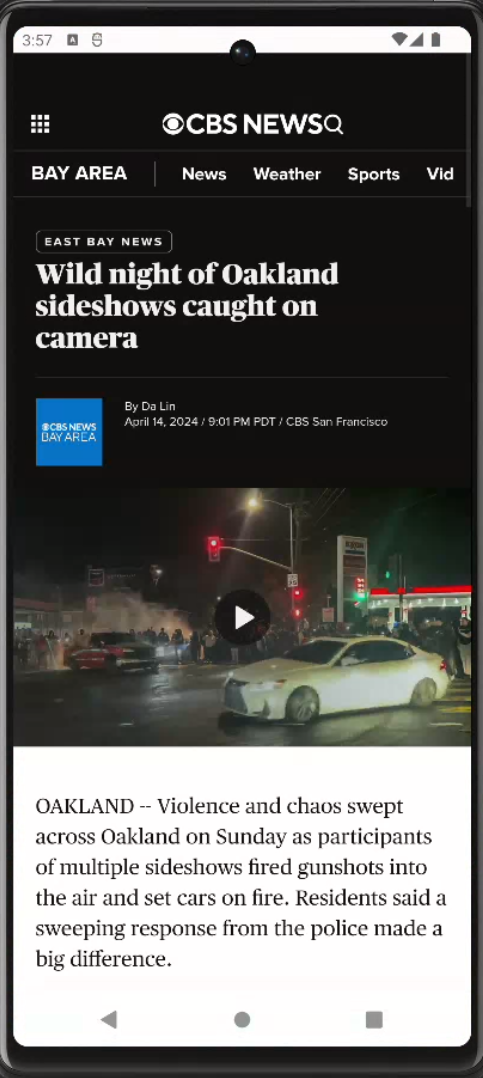 3:57
CBS NEWS
BAY AREA News Weather Sports Vid
EAST BAY NEWS
Wild night of Oakland
sideshows caught on
camera
CBS NEWS
BAY AREA
By Da Lin
April 14, 2024 / 9:01 PM PDT / CBS San Francisco
OAKLAND -- Violence and chaos swept
across Oakland on Sunday as participants
of multiple sideshows fired gunshots into
the air and set cars on fire. Residents said a
sweeping response from the police made a
big difference.